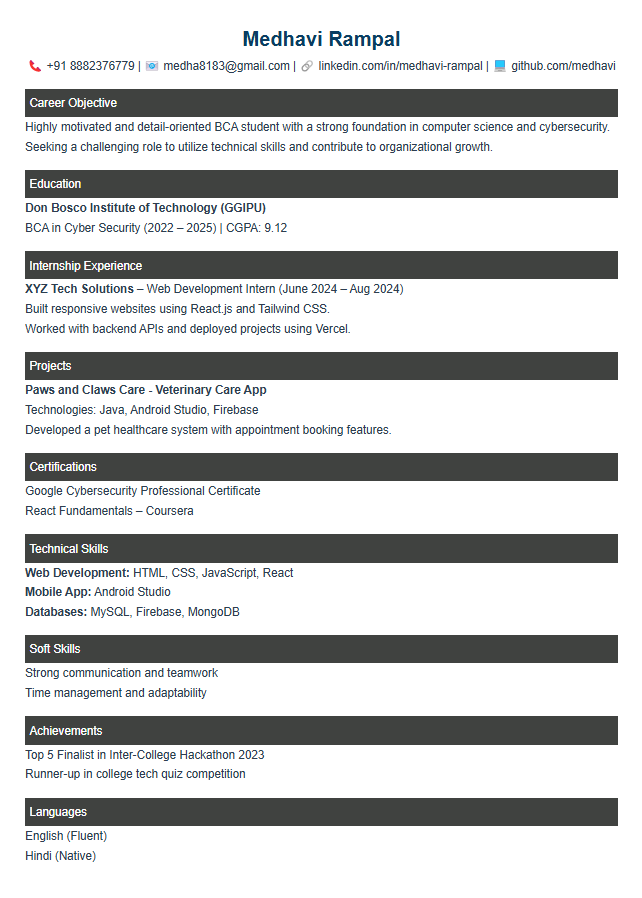 Medhavi Rampal
+91 8882376779 | medha8183@gmail.com | linkedin.com/in/medhavi-rampal | github.com/medhavi
Career Objective
Highly motivated and detail-oriented BCA student with a strong foundation in computer science and cybersecurity.
Seeking a challenging role to utilize technical skills and contribute to organizational growth.
Education
Don Bosco Institute of Technology (GGIPU)
BCA in Cyber Security (2022 – 2025) | CGPA: 9.12
Internship Experience
XYZ Tech Solutions – Web Development Intern (June 2024 – Aug 2024)
Built responsive websites using React.js and Tailwind CSS.
Worked with backend APIs and deployed projects using Vercel.
Projects
Paws and Claws Care - Veterinary Care App
Technologies: Java, Android Studio, Firebase
Developed a pet healthcare system with appointment booking features.
Certifications
Google Cybersecurity Professional Certificate
React Fundamentals – Coursera
Technical Skills
Web Development: HTML, CSS, JavaScript, React
Mobile App: Android Studio
Databases: MySQL, Firebase, MongoDB
Soft Skills
Strong communication and teamwork
Time management and adaptability
Achievements
Top 5 Finalist in Inter-College Hackathon 2023
Runner-up in college tech quiz competition
Languages
English (Fluent)
Hindi (Native)